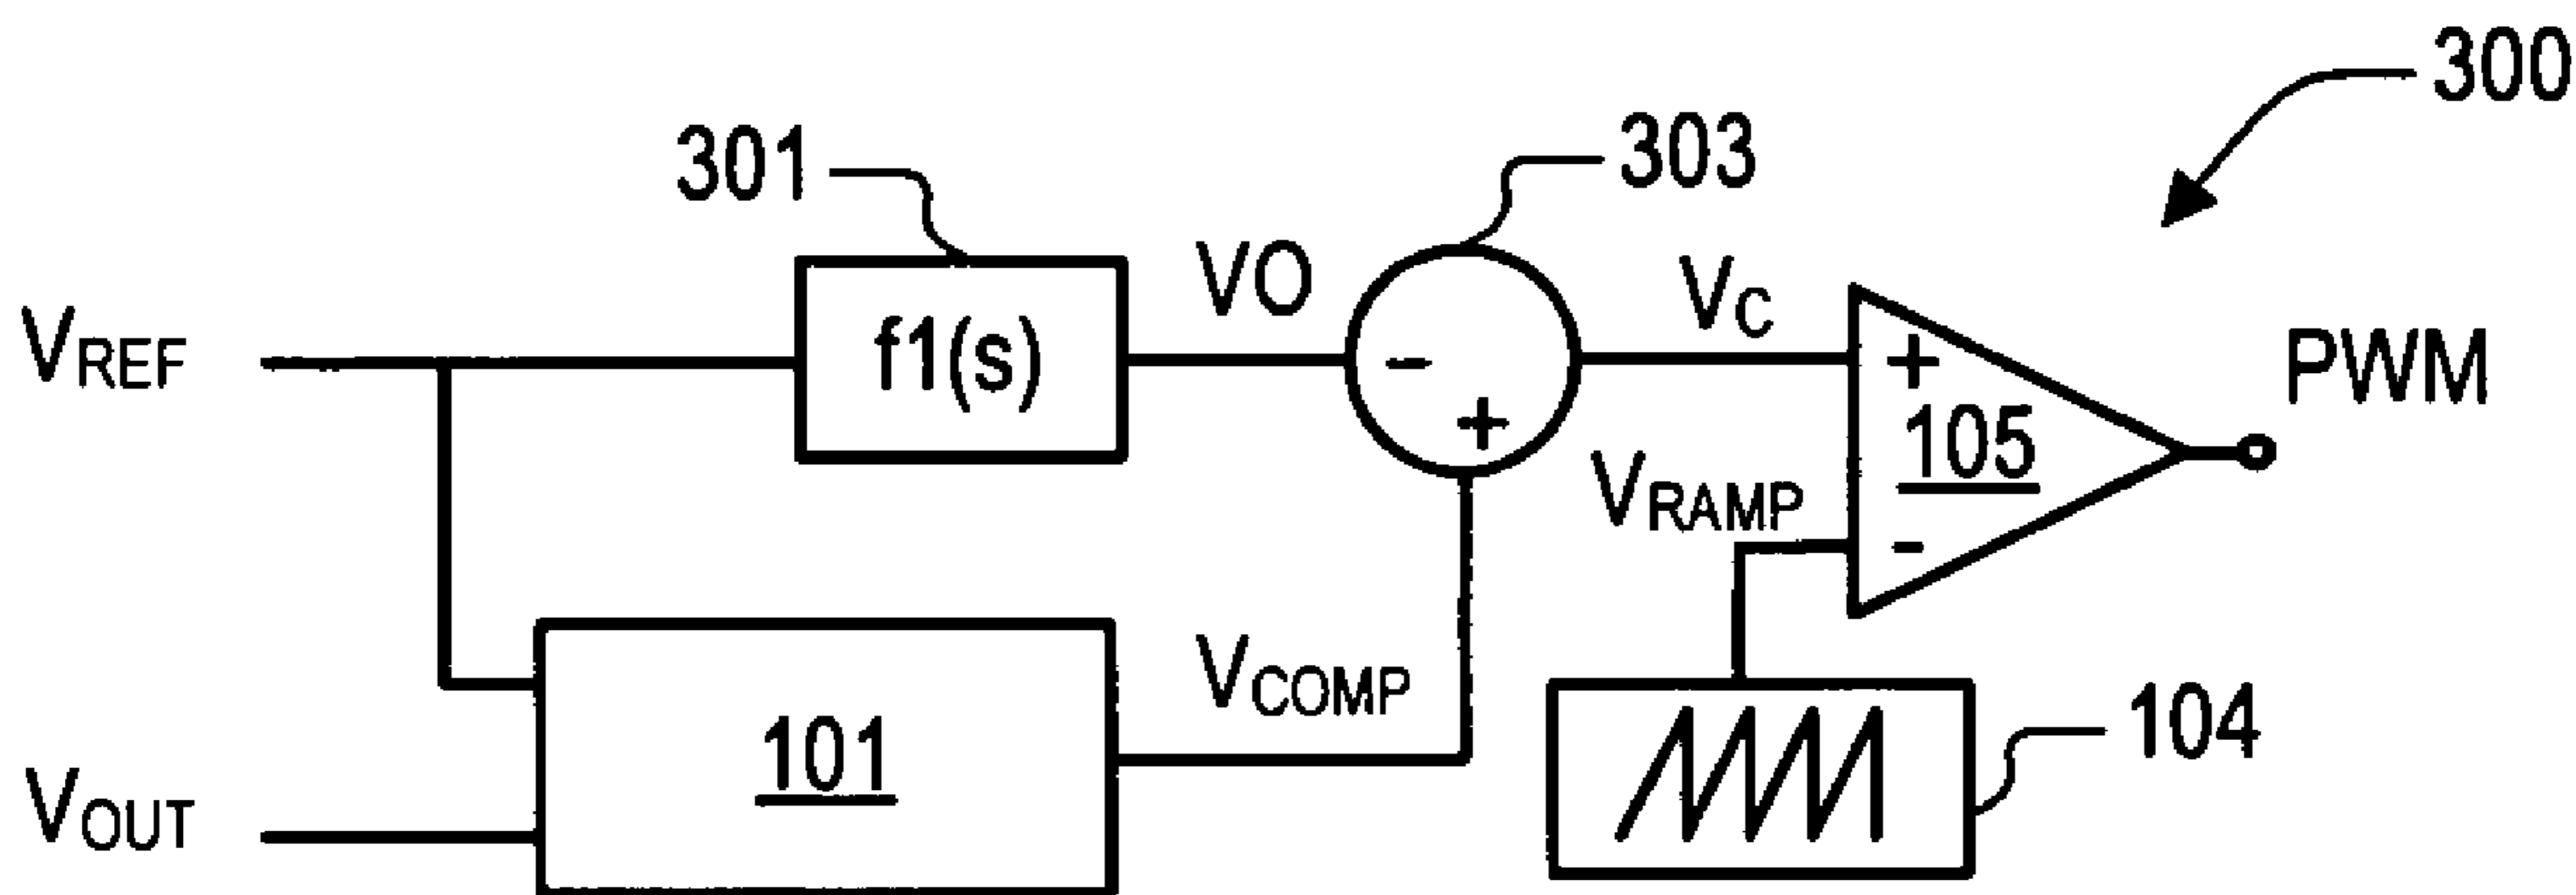 300
301
303
VO
VC
VREF
f1(s)
-
+
+
105
-
PWM
VRAMP
VCOMP
101
104
VOUT